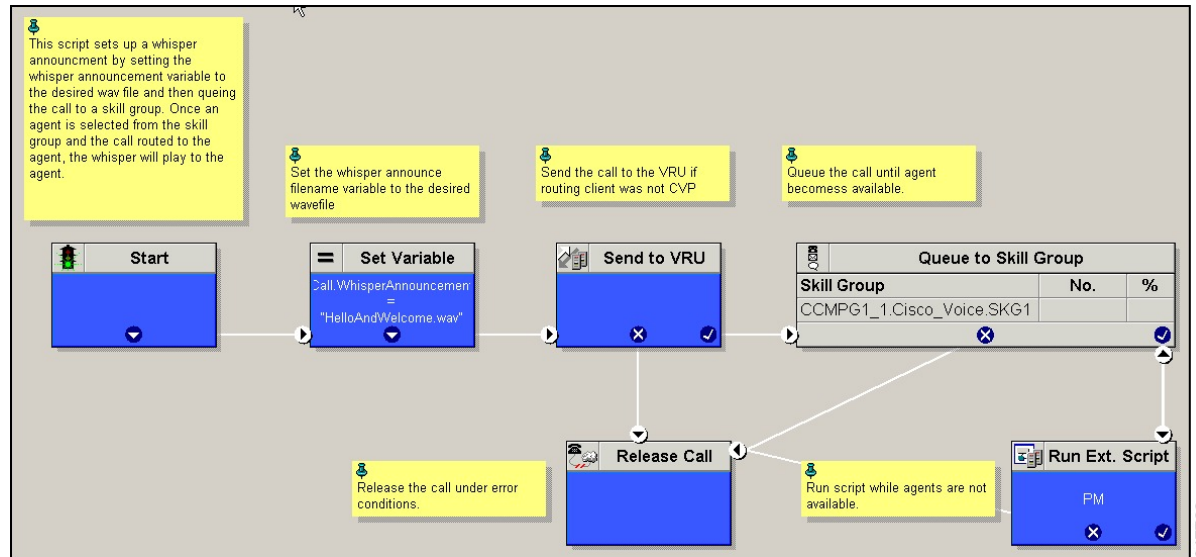 This script sets up a whisper
announcment by setting the
whisper announcement variable to
the desired wav file and then queing
the call to a skill group. Once an
agent is selected from the skill
group and the call routed to the
agent, the whisper will play to the
agent.
Set the whisper announce
filename variable to the desired
wavefile
Send the call to the VRU if
routing client was not CVP
Queue the call until agent
becomess available.
Start
= Set Variable
Call.WhisperAnnouncemen
=
"HelloAndWelcome.wav"
Send to VRU
Queue to Skill Group
Skill Group No. %
CCMPG1_1.Cisco_Voice.SKG1
Release the call under error
conditions.
Release Call
Run script while agents are not
available.
Run Ext. Script
PM